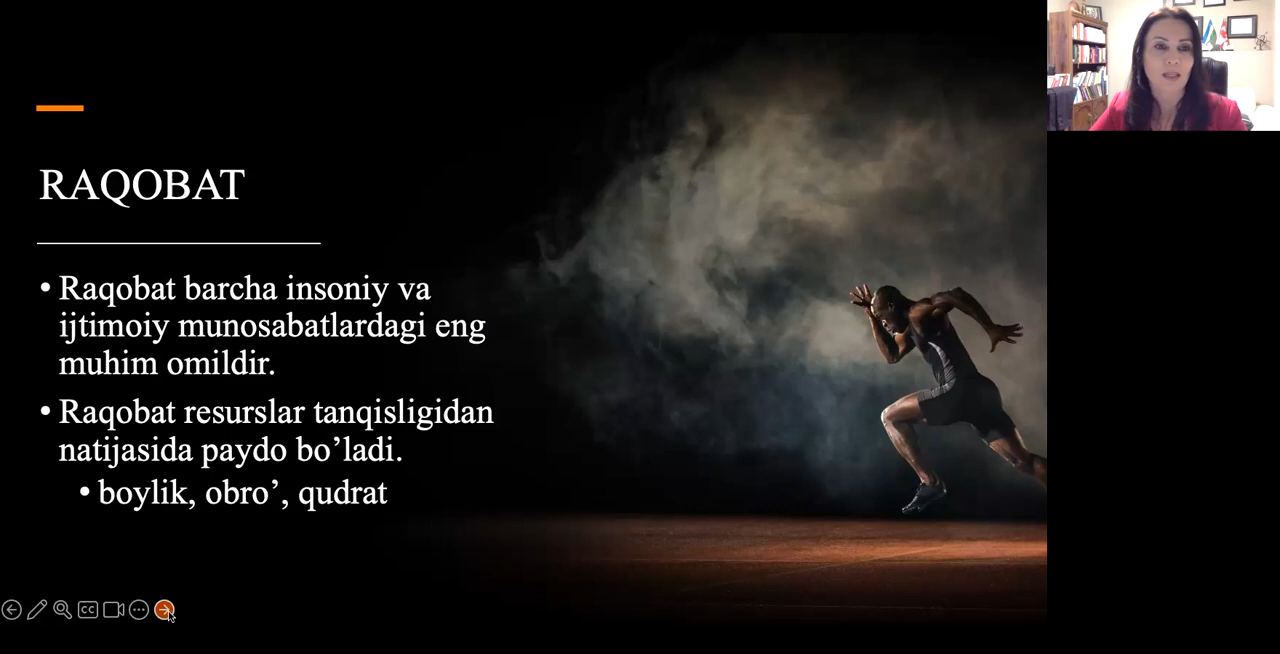 RAQOBAT
• Raqobat barcha insoniy va
ijtimoiy munosabatlardagi eng
muhim omildir.
• Raqobat resurslar tanqisligidan
natijasida paydo bo’ladi.
• boylik, obro’, qudrat
CC